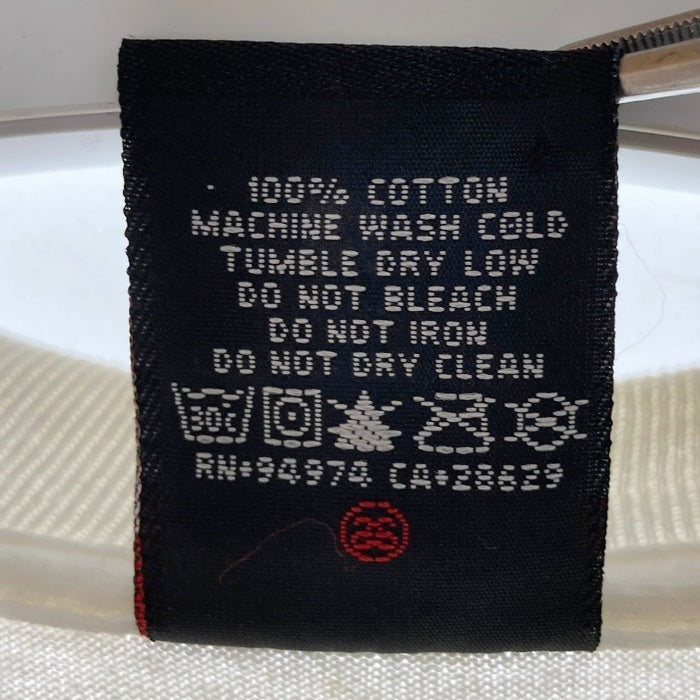 100% COTTON
MACHINE WASH COLD
TUMBLE DRY LOW
DO NOT BLEACH
DO NOT IRON
DO NOT DRY CLEAN
30C
RN*94974 CA*28629